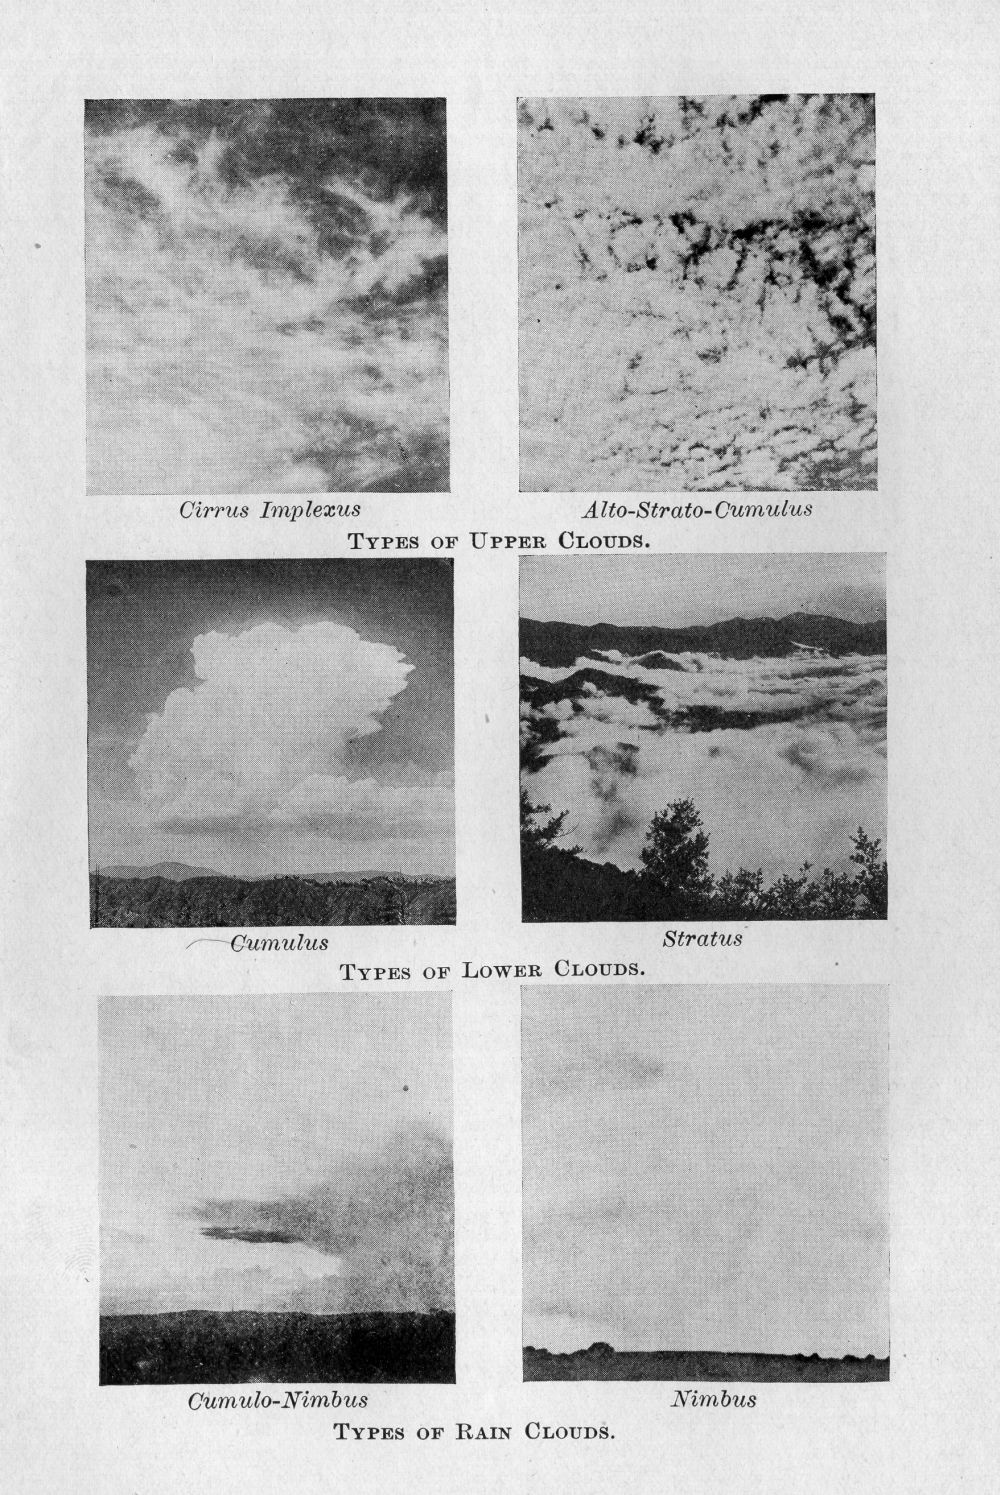 Cirrus Implexus
Alto-Strato-Cumulus
Types of Upper Clouds.
Cumulus
Stratus
Types of Lower Clouds.
Cumulo-Nimbus
Nimbus
Types of Rain Clouds.